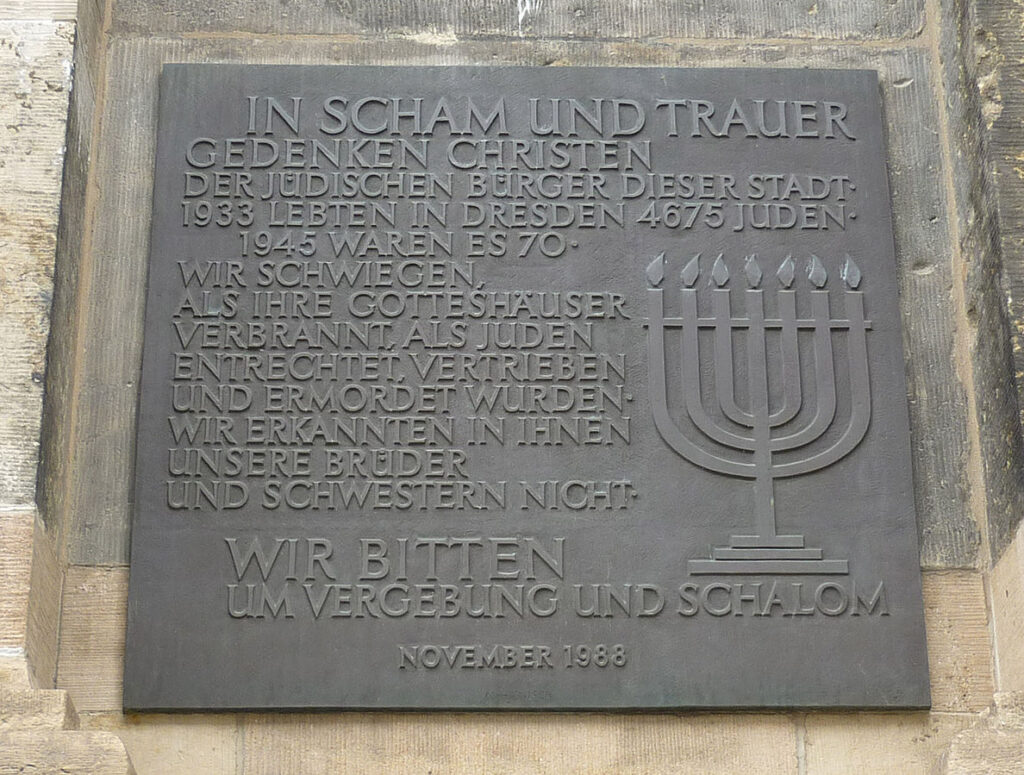 IN SCHAM UND TRAUER
GEDENKEN CHRISTEN
DER JÜDISCHEN BÜRGER DIESER STADT·
1933 LEBTEN IN DRESDEN 4675 JUDEN·
1945 WAREN ES 70·
WIR SCHWIEGEN,
ALS IHRE GOTTESHÄUSER
VERBRANNT, ALS JUDEN
ENTRECHTET, VERTRIEBEN
UND ERMORDET WURDEN·
WIR ERKANNTEN IN IHNEN
UNSERE BRÜDER
UND SCHWESTERN NICHT·
WIR BITTEN
UM VERGEBUNG UND SCHALOM
NOVEMBER 1988